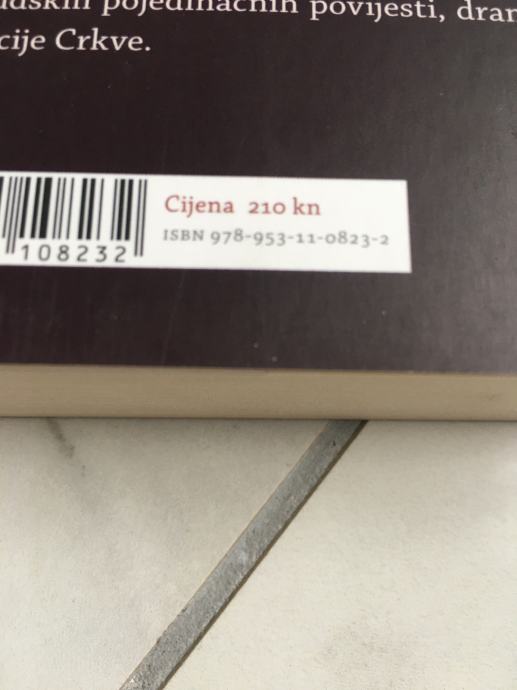 pojedinačnih povijesti,
Crkve.
Cijena 210 kn
ISBN 978-953-11-0823-2
108232